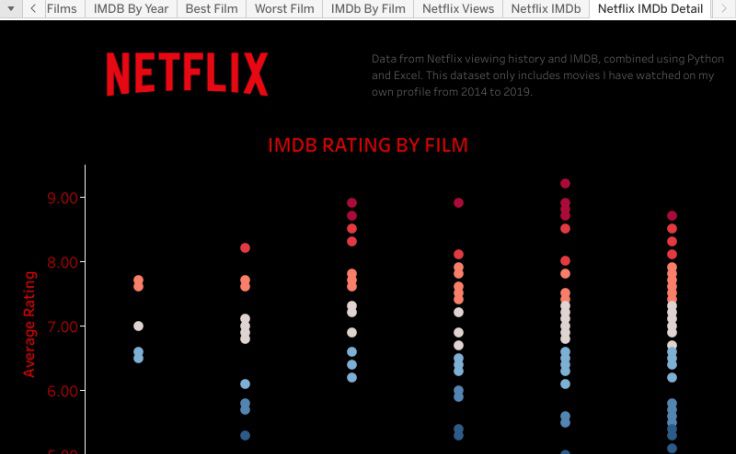 Films IMDB By Year Best Film Worst Film IMDb By Film Netflix Views Netflix IMDb Netflix IMDb Detail
NETFLIX
Data from Netflix viewing history and IMDB, combined using Python
and Excel. This dataset only includes movies I have watched on my
own profile from 2014 to 2019.
IMDB RATING BY FILM
9.00
8.00
Average Rating
7.00
6.00
5.00